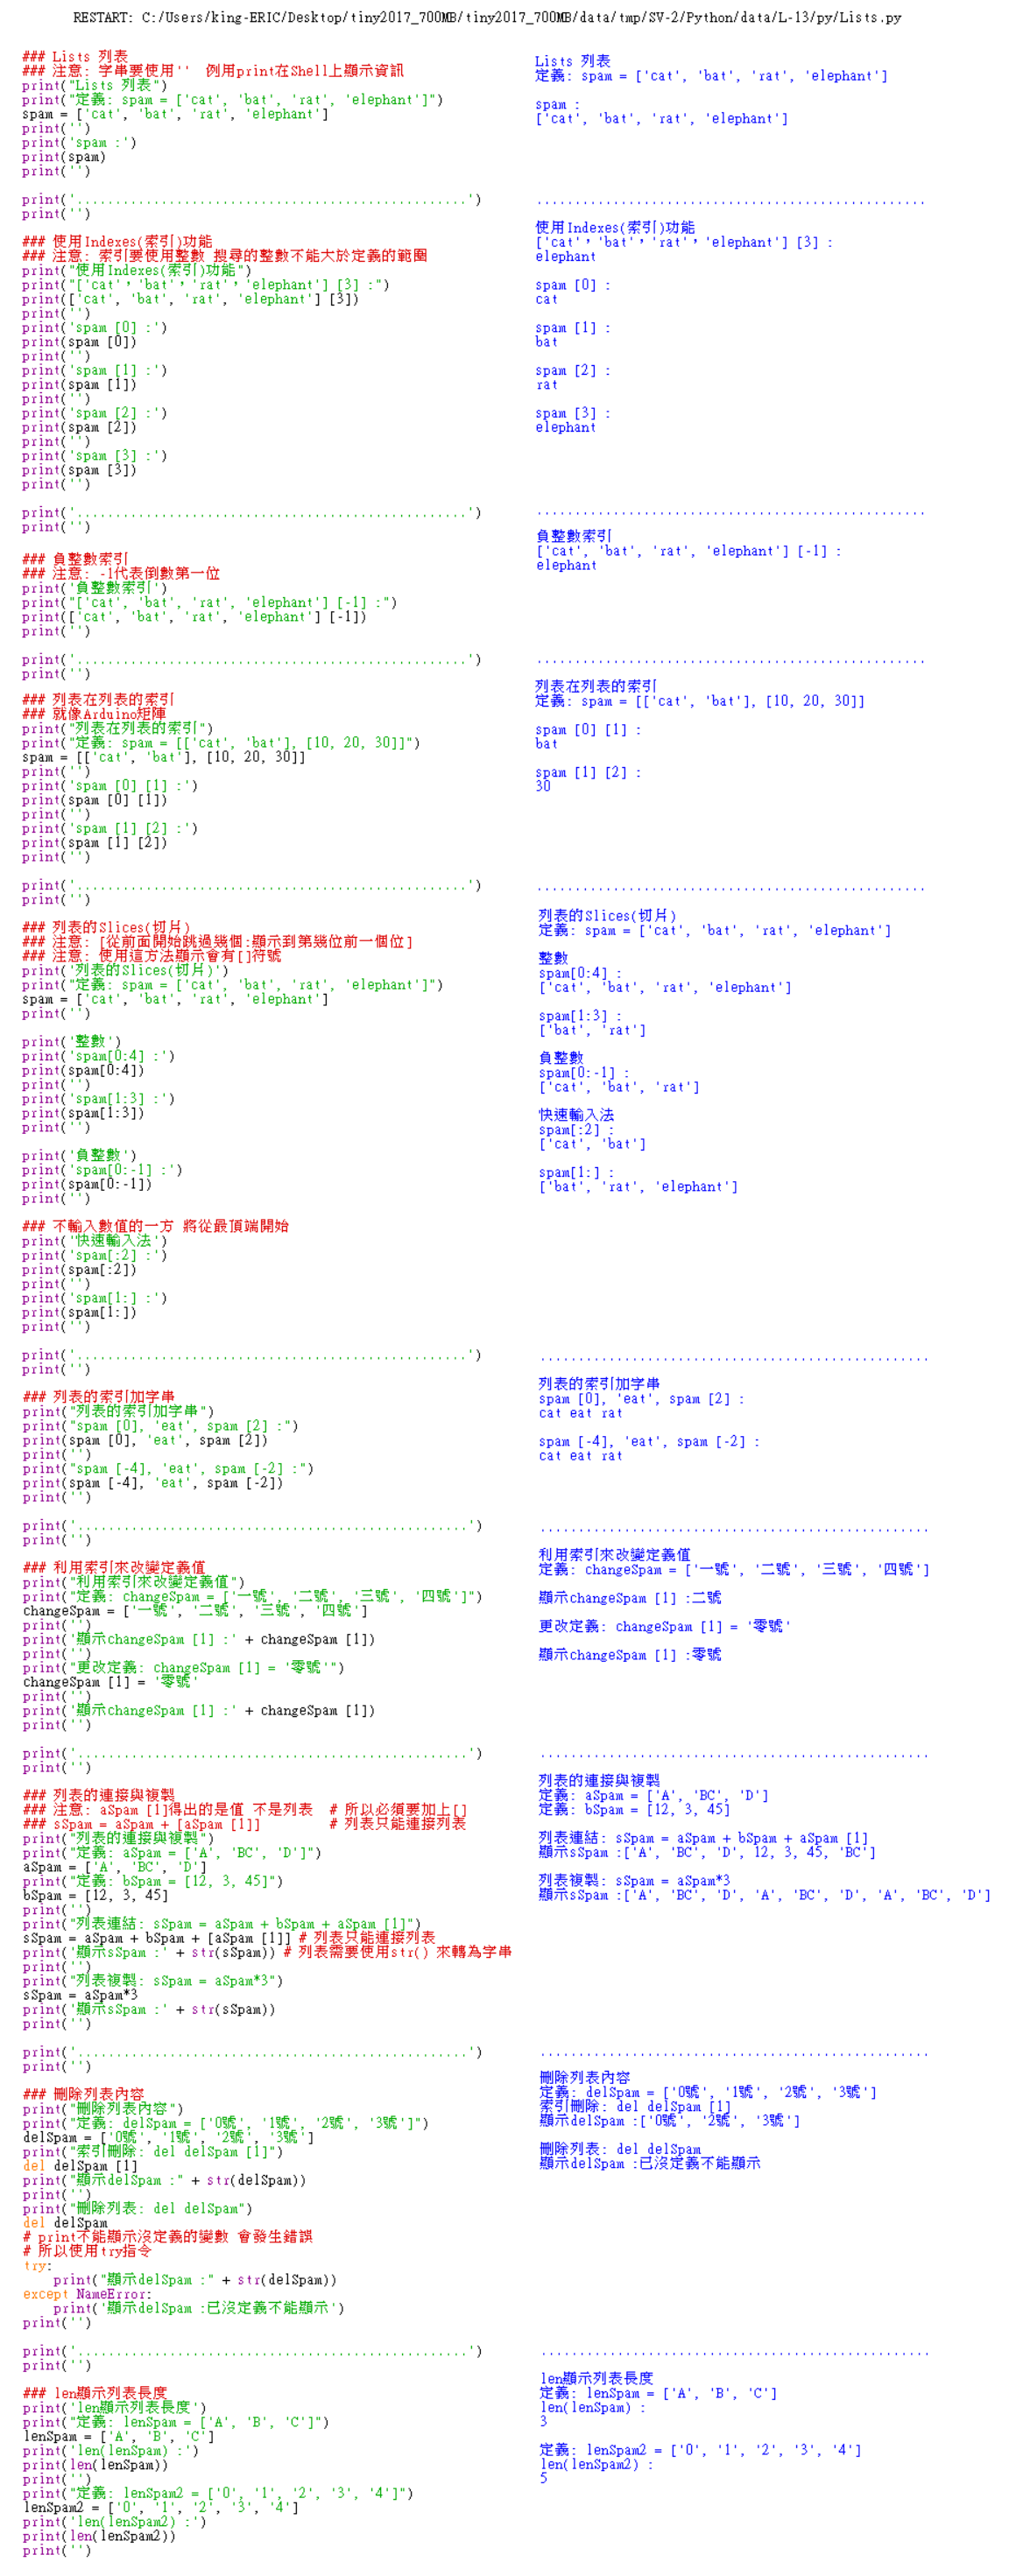 RESTART: C:/Users/king-ERIC/Desktop/tiny2017_700MB/tiny2017_700MB/data/tmp/SV-2/Python/data/L-13/py/Lists.py
### Lists 列表
### 注意: 字串要使用''  例用print在Shell上顯示資訊
print("Lists 列表")
print("定義: spam = ['cat', 'bat', 'rat', 'elephant']")
spam = ['cat', 'bat', 'rat', 'elephant']
print('')
print('spam :')
print(spam)
print('')
print('...................................................')
print('')
### 使用Indexes(索引)功能
### 注意: 索引要使用整數 搜尋的整數不能大於定義的範圍
print("使用Indexes(索引)功能")
print("['cat'，'bat'，'rat'，'elephant'] [3] :")
print(['cat', 'bat', 'rat', 'elephant'] [3])
print('')
print('spam [0] :')
print(spam [0])
print('')
print('spam [1] :')
print(spam [1])
print('')
print('spam [2] :')
print(spam [2])
print('')
print('spam [3] :')
print(spam [3])
print('')
print('...................................................')
print('')
### 負整數索引
### 注意: -1代表倒數第一位
print('負整數索引')
print("['cat', 'bat', 'rat', 'elephant'] [-1] :")
print(['cat', 'bat', 'rat', 'elephant'] [-1])
print('')
print('...................................................')
print('')
### 列表在列表的索引
### 就像Arduino矩陣
print("列表在列表的索引")
print("定義: spam = [['cat', 'bat'], [10, 20, 30]]")
spam = [['cat', 'bat'], [10, 20, 30]]
print('')
print('spam [0] [1] :')
print(spam [0] [1])
print('')
print('spam [1] [2] :')
print(spam [1] [2])
print('')
print('...................................................')
print('')
### 列表的Slices(切片)
### 注意: [從前面開始跳過幾個:顯示到第幾位前一個位]
### 注意: 使用這方法顯示會有[]符號
print('列表的Slices(切片)')
print("定義: spam = ['cat', 'bat', 'rat', 'elephant']")
spam = ['cat', 'bat', 'rat', 'elephant']
print('')
print('整數')
print('spam[0:4] :')
print(spam[0:4])
print('')
print('spam[1:3] :')
print(spam[1:3])
print('')
print('負整數')
print('spam[0:-1] :')
print(spam[0:-1])
print('')
### 不輸入數值的一方 將從最頂端開始
print('快速輸入法')
print('spam[:2] :')
print(spam[:2])
print('')
print('spam[1:] :')
print(spam[1:])
print('')
print('...................................................')
print('')
### 列表的索引加字串
print("列表的索引加字串")
print("spam [0], 'eat', spam [2] :")
print(spam [0], 'eat', spam [2])
print('')
print("spam [-4], 'eat', spam [-2] :")
print(spam [-4], 'eat', spam [-2])
print('')
print('...................................................')
print('')
### 利用索引來改變定義值
print("利用索引來改變定義值")
print("定義: changeSpam = ['一號', '二號', '三號', '四號']")
changeSpam = ['一號', '二號', '三號', '四號']
print('')
print('顯示changeSpam [1] :' + changeSpam [1])
print('')
print("更改定義: changeSpam [1] = '零號'")
changeSpam [1] = '零號'
print('')
print('顯示changeSpam [1] :' + changeSpam [1])
print('')
print('...................................................')
print('')
### 列表的連接與複製
### 注意: aSpam [1]得出的是值 不是列表  # 所以必須要加上[]
### sSpam = aSpam + [aSpam [1]]         # 列表只能連接列表
print("列表的連接與複製")
print("定義: aSpam = ['A', 'BC', 'D']")
aSpam = ['A', 'BC', 'D']
print("定義: bSpam = [12, 3, 45]")
bSpam = [12, 3, 45]
print('')
print("列表連結: sSpam = aSpam + bSpam + aSpam [1]")
sSpam = aSpam + bSpam + [aSpam [1]] # 列表只能連接列表
print('顯示sSpam :' + str(sSpam)) # 列表需要使用str() 來轉為字串
print('')
print("列表複製: sSpam = aSpam*3")
sSpam = aSpam*3
print('顯示sSpam :' + str(sSpam))
print('')
print('...................................................')
print('')
### 刪除列表內容
print("刪除列表內容")
print("定義: delSpam = ['0號', '1號', '2號', '3號']")
delSpam = ['0號', '1號', '2號', '3號']
print("索引刪除: del delSpam [1]")
del delSpam [1]
print("顯示delSpam :" + str(delSpam))
print('')
print("刪除列表: del delSpam")
del delSpam
# print不能顯示沒定義的變數 會發生錯誤
# 所以使用try指令
try:
    print("顯示delSpam :" + str(delSpam))
except NameError:
    print('顯示delSpam :已沒定義不能顯示')
print('')
print('...................................................')
print('')
### len顯示列表長度
print('len顯示列表長度')
print("定義: lenSpam = ['A', 'B', 'C']")
lenSpam = ['A', 'B', 'C']
print('len(lenSpam) :')
print(len(lenSpam))
print('')
print("定義: lenSpam2 = ['0', '1', '2', '3', '4']")
lenSpam2 = ['0', '1', '2', '3', '4']
print('len(lenSpam2) :')
print(len(lenSpam2))
print('')
Lists 列表
定義: spam = ['cat', 'bat', 'rat', 'elephant']
spam :
['cat', 'bat', 'rat', 'elephant']
...................................................
使用Indexes(索引)功能
['cat'，'bat'，'rat'，'elephant'] [3] :
elephant
spam [0] :
cat
spam [1] :
bat
spam [2] :
rat
spam [3] :
elephant
...................................................
負整數索引
['cat', 'bat', 'rat', 'elephant'] [-1] :
elephant
...................................................
列表在列表的索引
定義: spam = [['cat', 'bat'], [10, 20, 30]]
spam [0] [1] :
bat
spam [1] [2] :
30
...................................................
列表的Slices(切片)
定義: spam = ['cat', 'bat', 'rat', 'elephant']
整數
spam[0:4] :
['cat', 'bat', 'rat', 'elephant']
spam[1:3] :
['bat', 'rat']
負整數
spam[0:-1] :
['cat', 'bat', 'rat']
快速輸入法
spam[:2] :
['cat', 'bat']
spam[1:] :
['bat', 'rat', 'elephant']
...................................................
列表的索引加字串
spam [0], 'eat', spam [2] :
cat eat rat
spam [-4], 'eat', spam [-2] :
cat eat rat
...................................................
利用索引來改變定義值
定義: changeSpam = ['一號', '二號', '三號', '四號']
顯示changeSpam [1] :二號
更改定義: changeSpam [1] = '零號'
顯示changeSpam [1] :零號
...................................................
列表的連接與複製
定義: aSpam = ['A', 'BC', 'D']
定義: bSpam = [12, 3, 45]
列表連結: sSpam = aSpam + bSpam + aSpam [1]
顯示sSpam :['A', 'BC', 'D', 12, 3, 45, 'BC']
列表複製: sSpam = aSpam*3
顯示sSpam :['A', 'BC', 'D', 'A', 'BC', 'D', 'A', 'BC', 'D']
...................................................
刪除列表內容
定義: delSpam = ['0號', '1號', '2號', '3號']
索引刪除: del delSpam [1]
顯示delSpam :['0號', '2號', '3號']
刪除列表: del delSpam
顯示delSpam :已沒定義不能顯示
...................................................
len顯示列表長度
定義: lenSpam = ['A', 'B', 'C']
len(lenSpam) :
3
定義: lenSpam2 = ['0', '1', '2', '3', '4']
len(lenSpam2) :
5